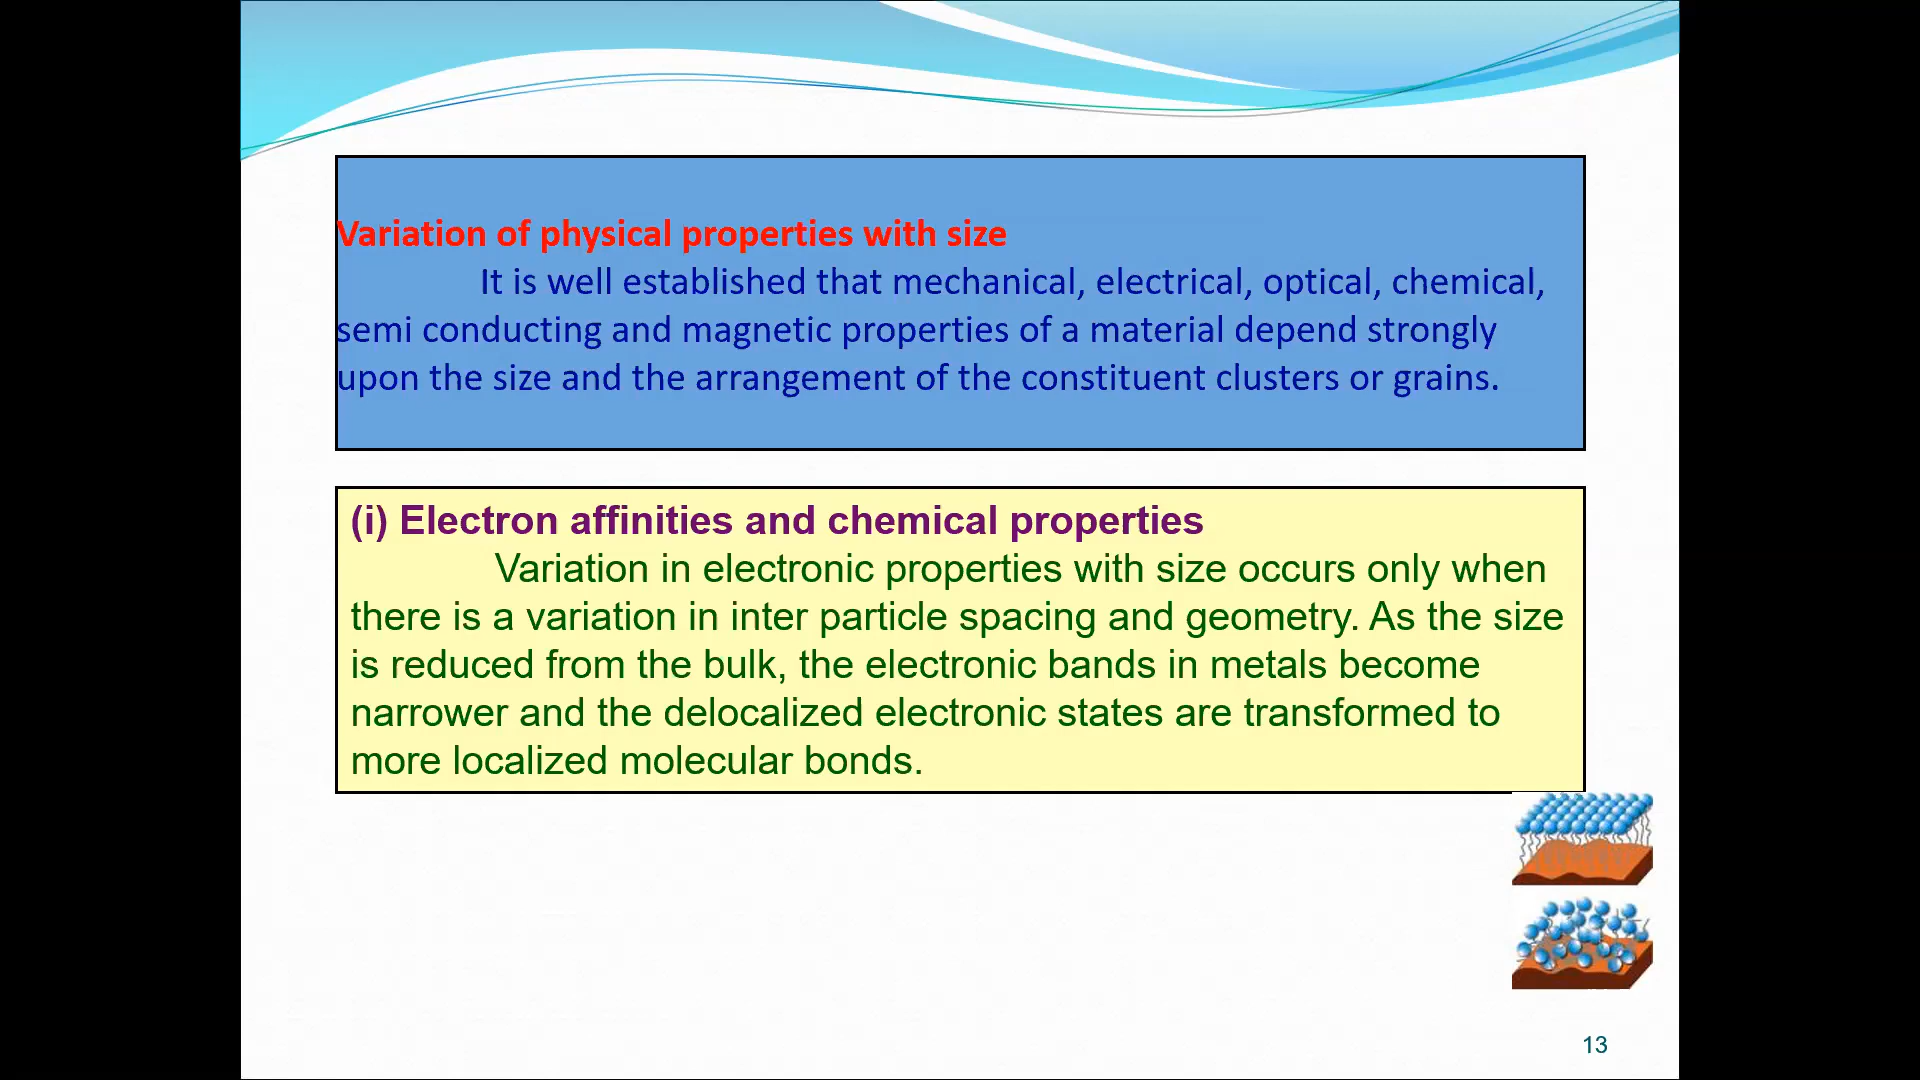 Variation of physical properties with size
It is well established that mechanical, electrical, optical, chemical,
semi conducting and magnetic properties of a material depend strongly
upon the size and the arrangement of the constituent clusters or grains.
(i) Electron affinities and chemical properties
Variation in electronic properties with size occurs only when
there is a variation in inter particle spacing and geometry. As the size
is reduced from the bulk, the electronic bands in metals become
narrower and the delocalized electronic states are transformed to
more localized molecular bonds.
13